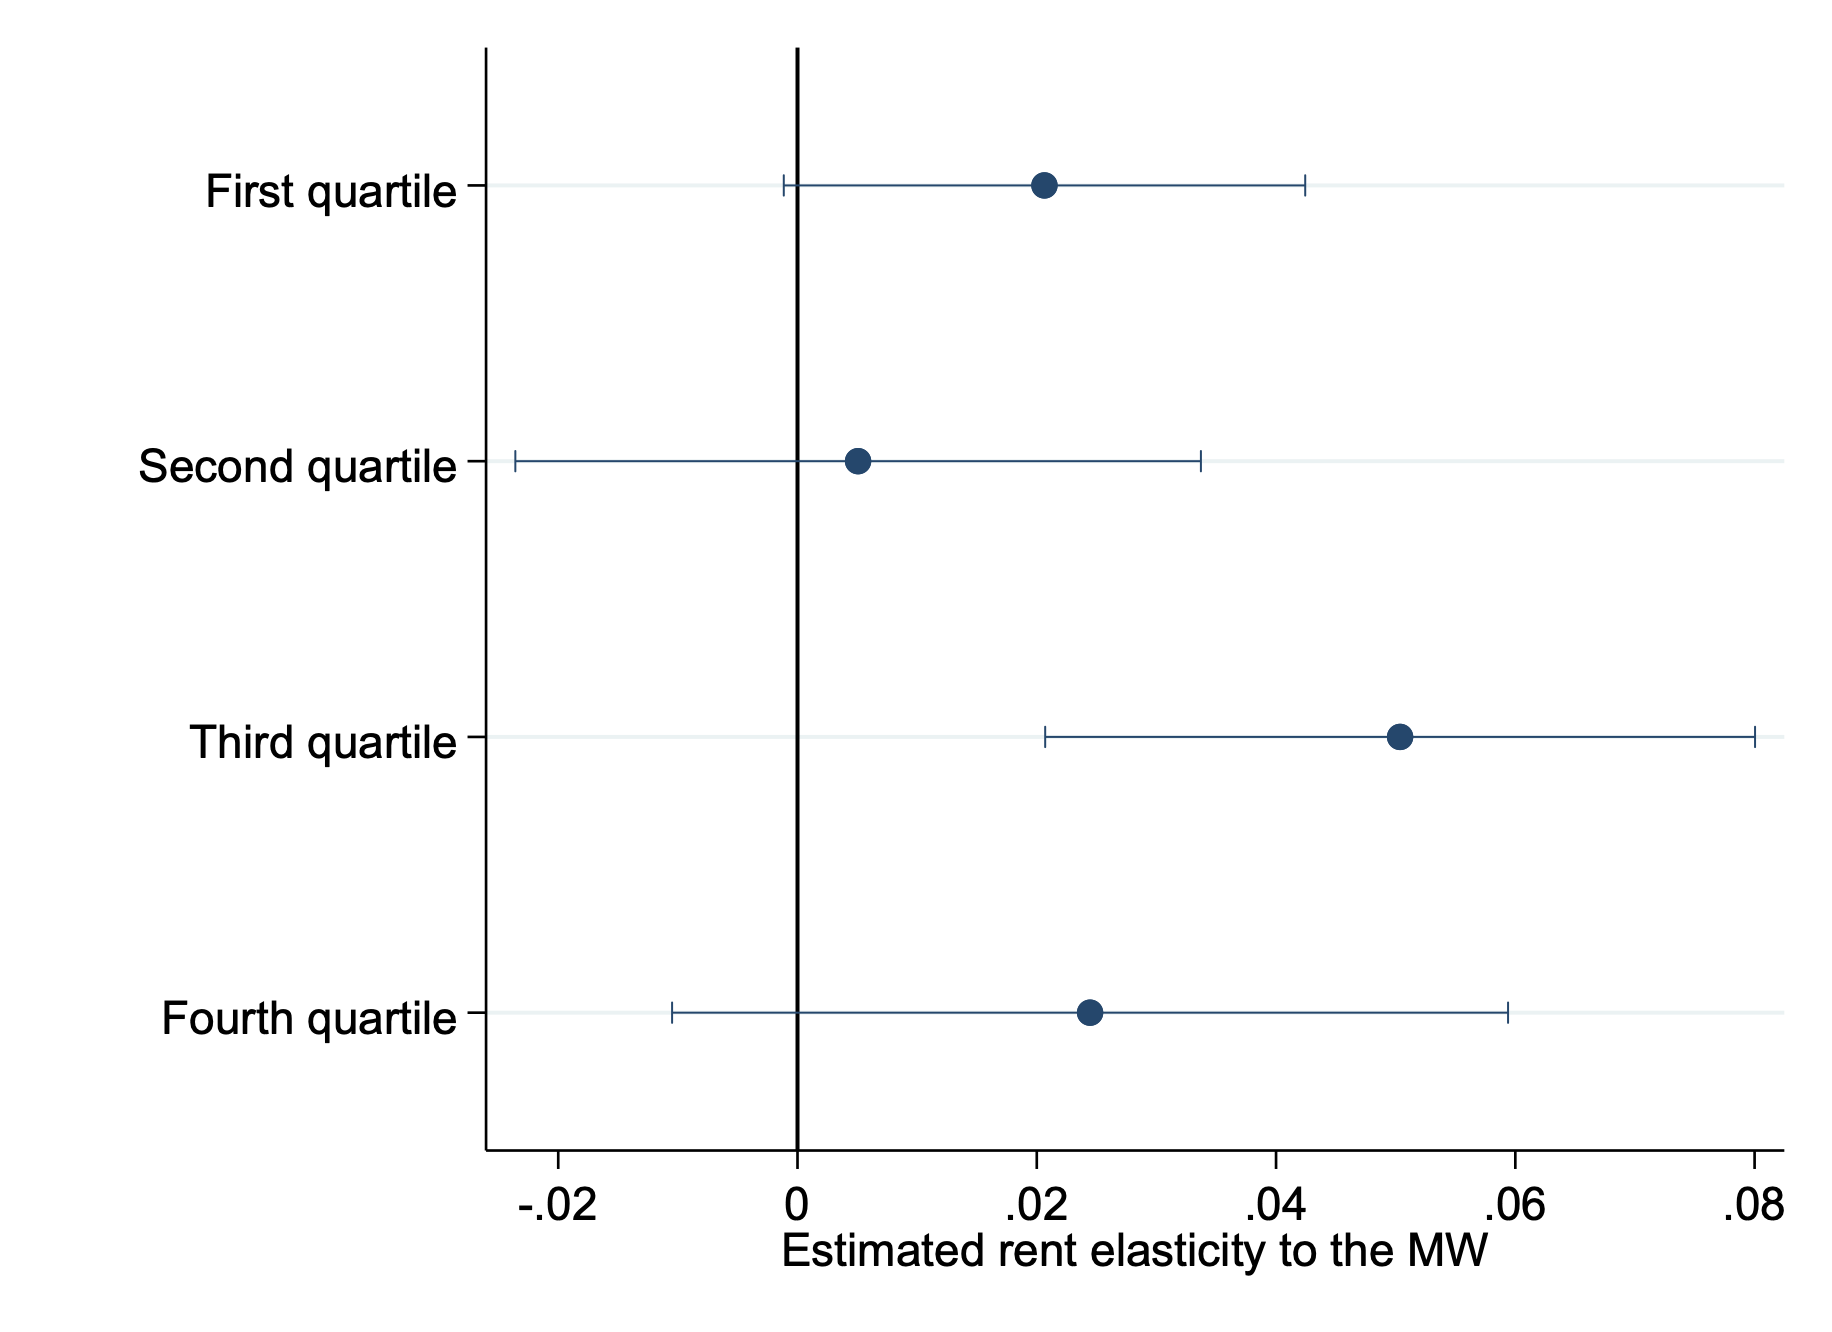 First quartile
Second quartile
Third quartile
Fourth quartile
-.02 0 .02 .04 .06 .08
Estimated rent elasticity to the MW